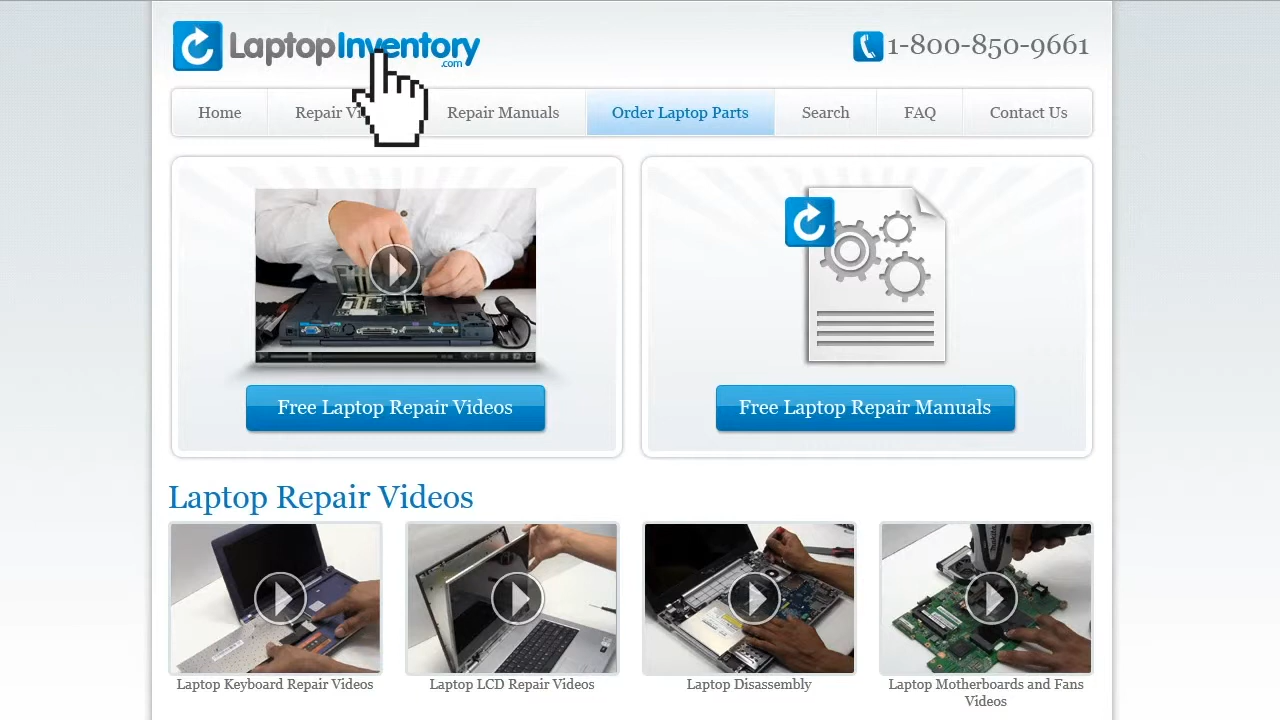 LaptopInventory
.com
1-800-850-9661
Home
Repair Vi
Repair Manuals
Order Laptop Parts
Search
FAQ
Contact Us
Free Laptop Repair Videos
Free Laptop Repair Manuals
Laptop Repair Videos
Laptop Keyboard Repair Videos
Laptop LCD Repair Videos
Laptop Disassembly
Laptop Motherboards and Fans
Videos